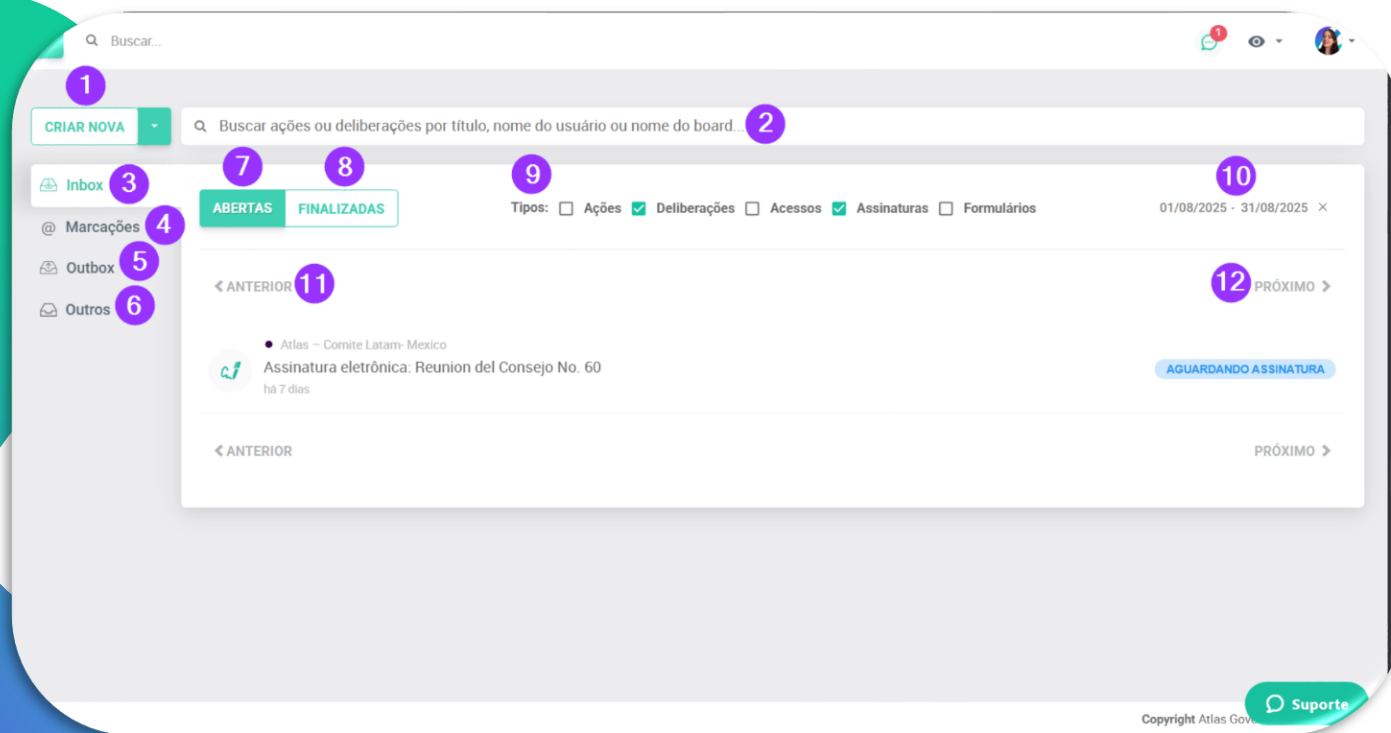 Buscar...
1
1
CRIAR NOVA
Buscar ações ou deliberações por título, nome do usuário ou nome do board...
2
Inbox
3
@ Marcações
4
Outbox
5
Outros
6
7
8
9
10
ABERTAS
FINALIZADAS
Tipos: Ações Deliberações Acessos Assinaturas Formulários
01/08/2025 - 31/08/2025 ×
ANTERIOR
11
12
PRÓXIMO
Atlas – Comite Latam- Mexico
Assinatura eletrônica: Reunion del Consejo No. 60
há 7 dias
AGUARDANDO ASSINATURA
ANTERIOR
PRÓXIMO
Suporte
Copyright Atlas